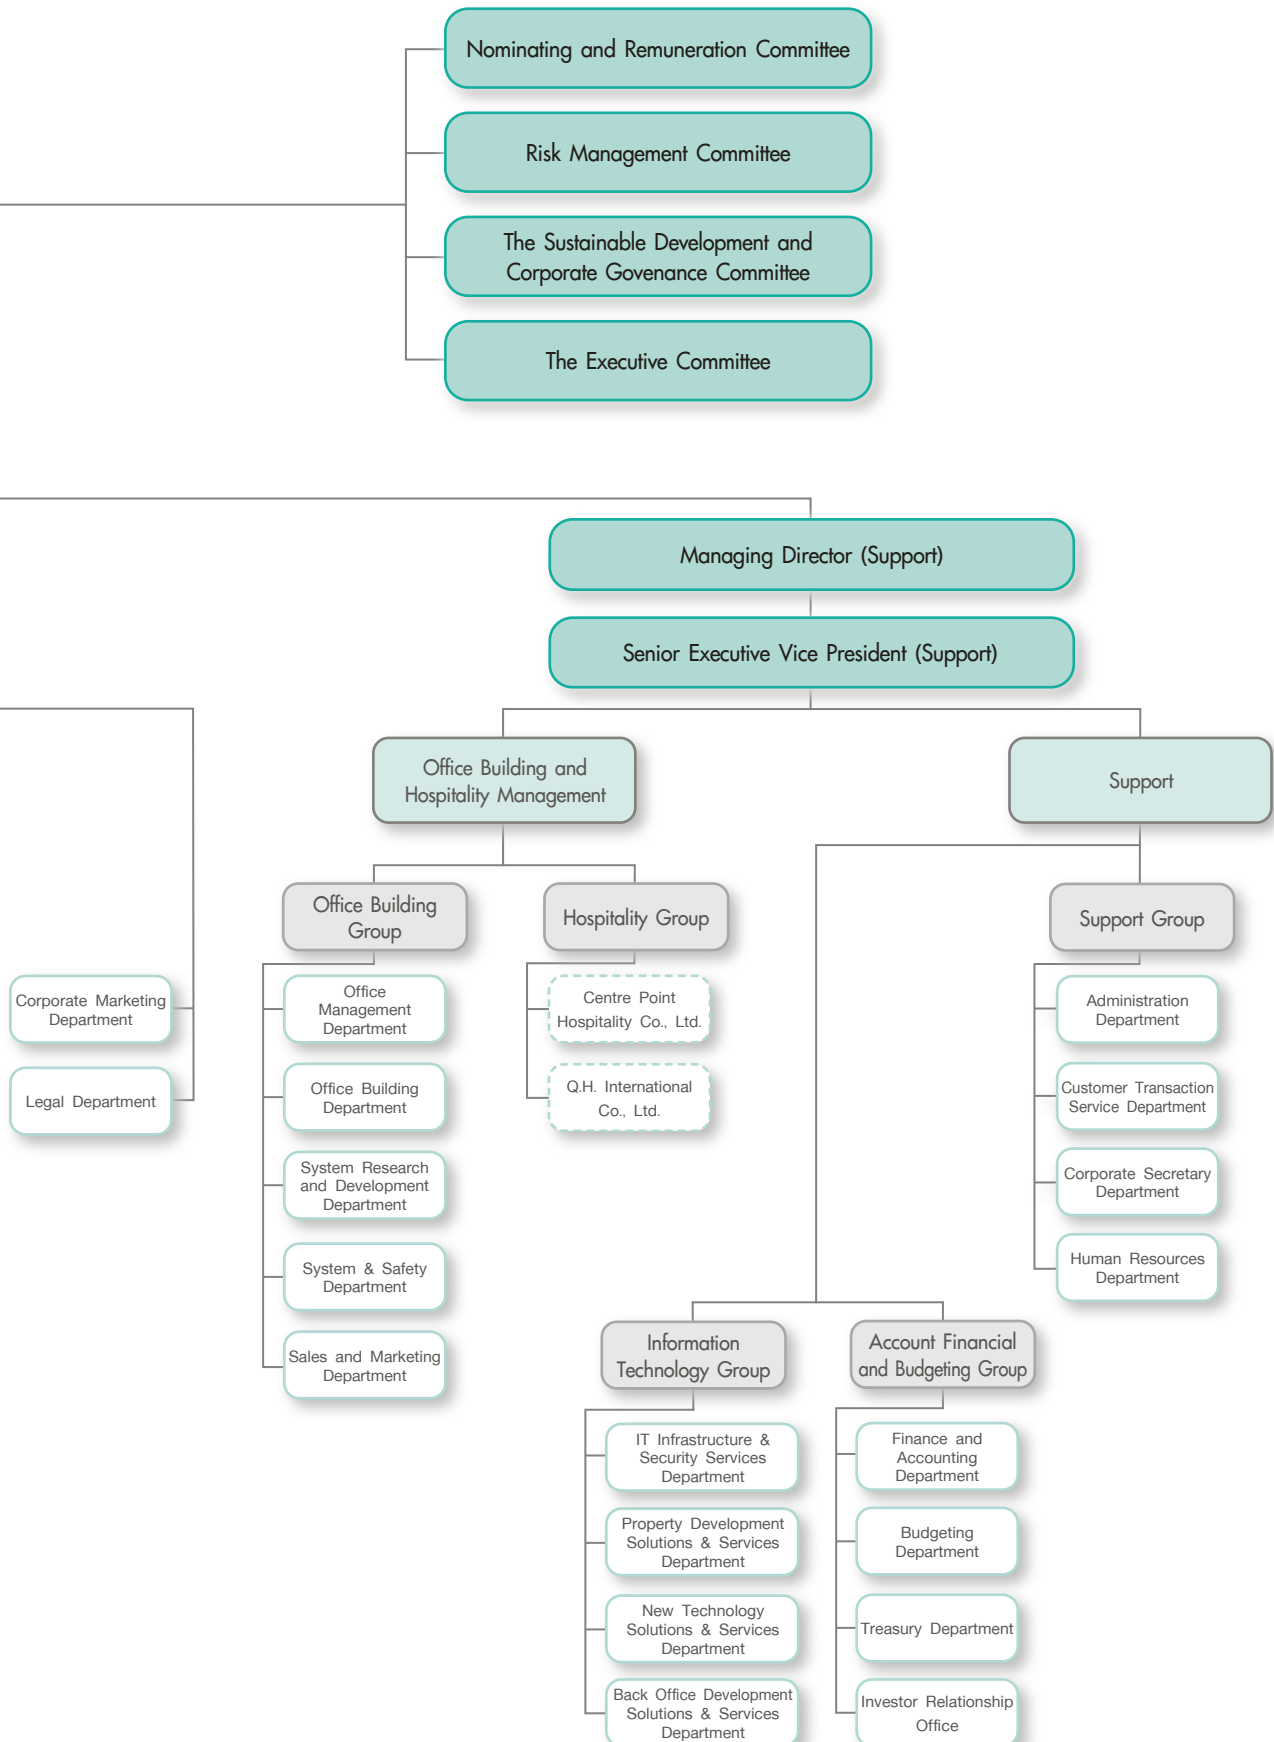 Nominating and Remuneration Committee
Risk Management Committee
The Sustainable Development and
Corporate Govenance Committee
The Executive Committee
Managing Director (Support)
Senior Executive Vice President (Support)
Office Building and
Hospitality Management
Support
Office Building
Group
Hospitality Group
Support Group
Corporate Marketing
Department
Legal Department
Office
Management
Department
Office Building
Department
System Research
and Development
Department
System & Safety
Department
Sales and Marketing
Department
Centre Point
Hospitality Co., Ltd.
Q.H. International
Co., Ltd.
Administration
Department
Customer Transaction
Service Department
Corporate Secretary
Department
Human Resources
Department
Information
Technology Group
Account Financial
and Budgeting Group
IT Infrastructure &
Security Services
Department
Property Development
Solutions & Services
Department
New Technology
Solutions & Services
Department
Back Office Development
Solutions & Services
Department
Finance and
Accounting
Department
Budgeting
Department
Treasury Department
Investor Relationship
Office